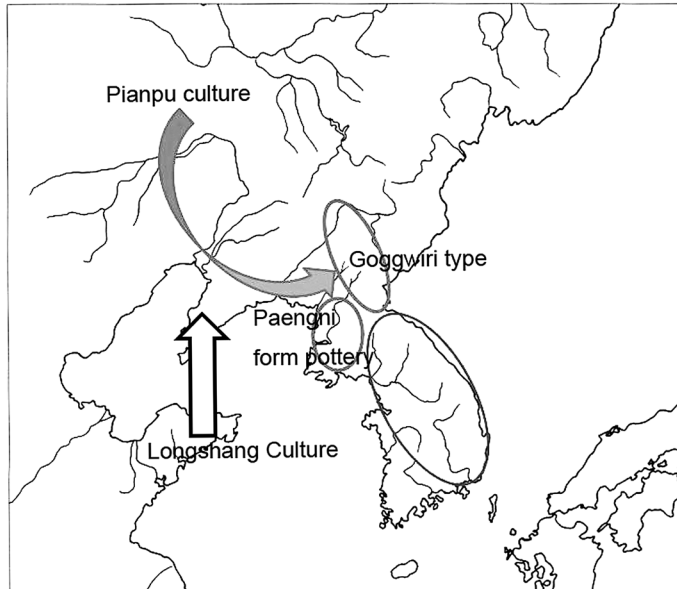 Pianpu culture
Goggwiri type
Paengni
form pottery
Longshang Culture